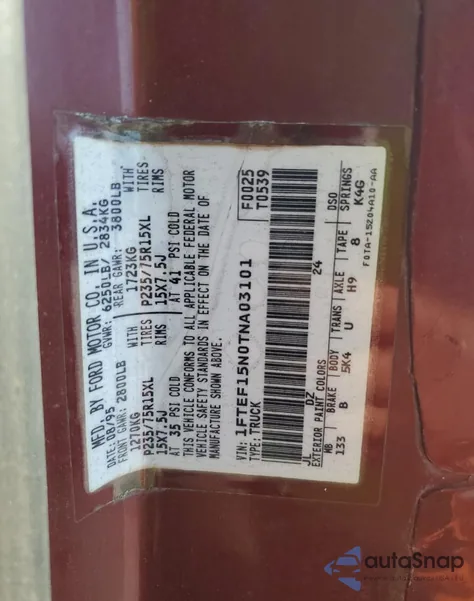 MFD. BY FORD MOTOR CO. IN U.S.A.
DATE: 08/95 GVWR: 6250LB/ 2834KG
FRONT GAWR: 2800LB REAR GAWR: 3800LB
1270KG WITH 1723KG WITH
P235/75R15XL TIRES P235/75R15XL TIRES
15X7.5J RIMS 15X7.5J RIMS
AT 35 PSI COLD AT 41 PSI COLD
THIS VEHICLE CONFORMS TO ALL APPLICABLE FEDERAL MOTOR
VEHICLE SAFETY STANDARDS IN EFFECT ON THE DATE OF
MANUFACTURE SHOWN ABOVE.
VIN: 1FTEF15N0TNA03101 F0025
TYPE: TRUCK T0539
JL DZ 24
EXTERIOR PAINT COLORS DSO
WB BRAKE BODY TRANS AXLE TAPE SPRINGS
133 B 5K4 U H9 8 K4G
F0TA-15204A10-AA
autoSnap